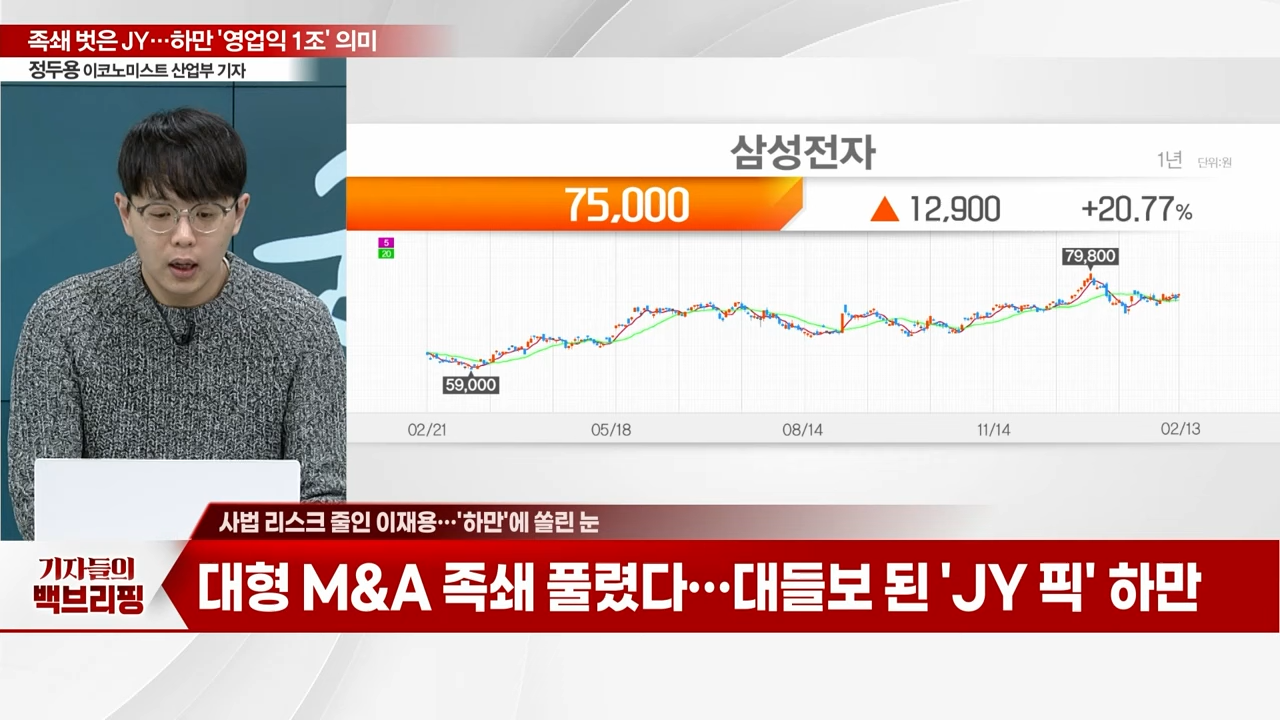 족쇄 벗은 JY…하만 '영업익 1조' 의미
정두용 이코노미스트 산업부 기자
삼성전자
1년 단위:원
75,000 ▲ 12,900 +20.77%
5
20
79,800
59,000
02/21 05/18 08/14 11/14 02/13
사법 리스크 줄인 이재용…'하만'에 쏠린 눈
기자들의
백브리핑
대형 M&A 족쇄 풀렸다…대들보 된 'JY 픽' 하만